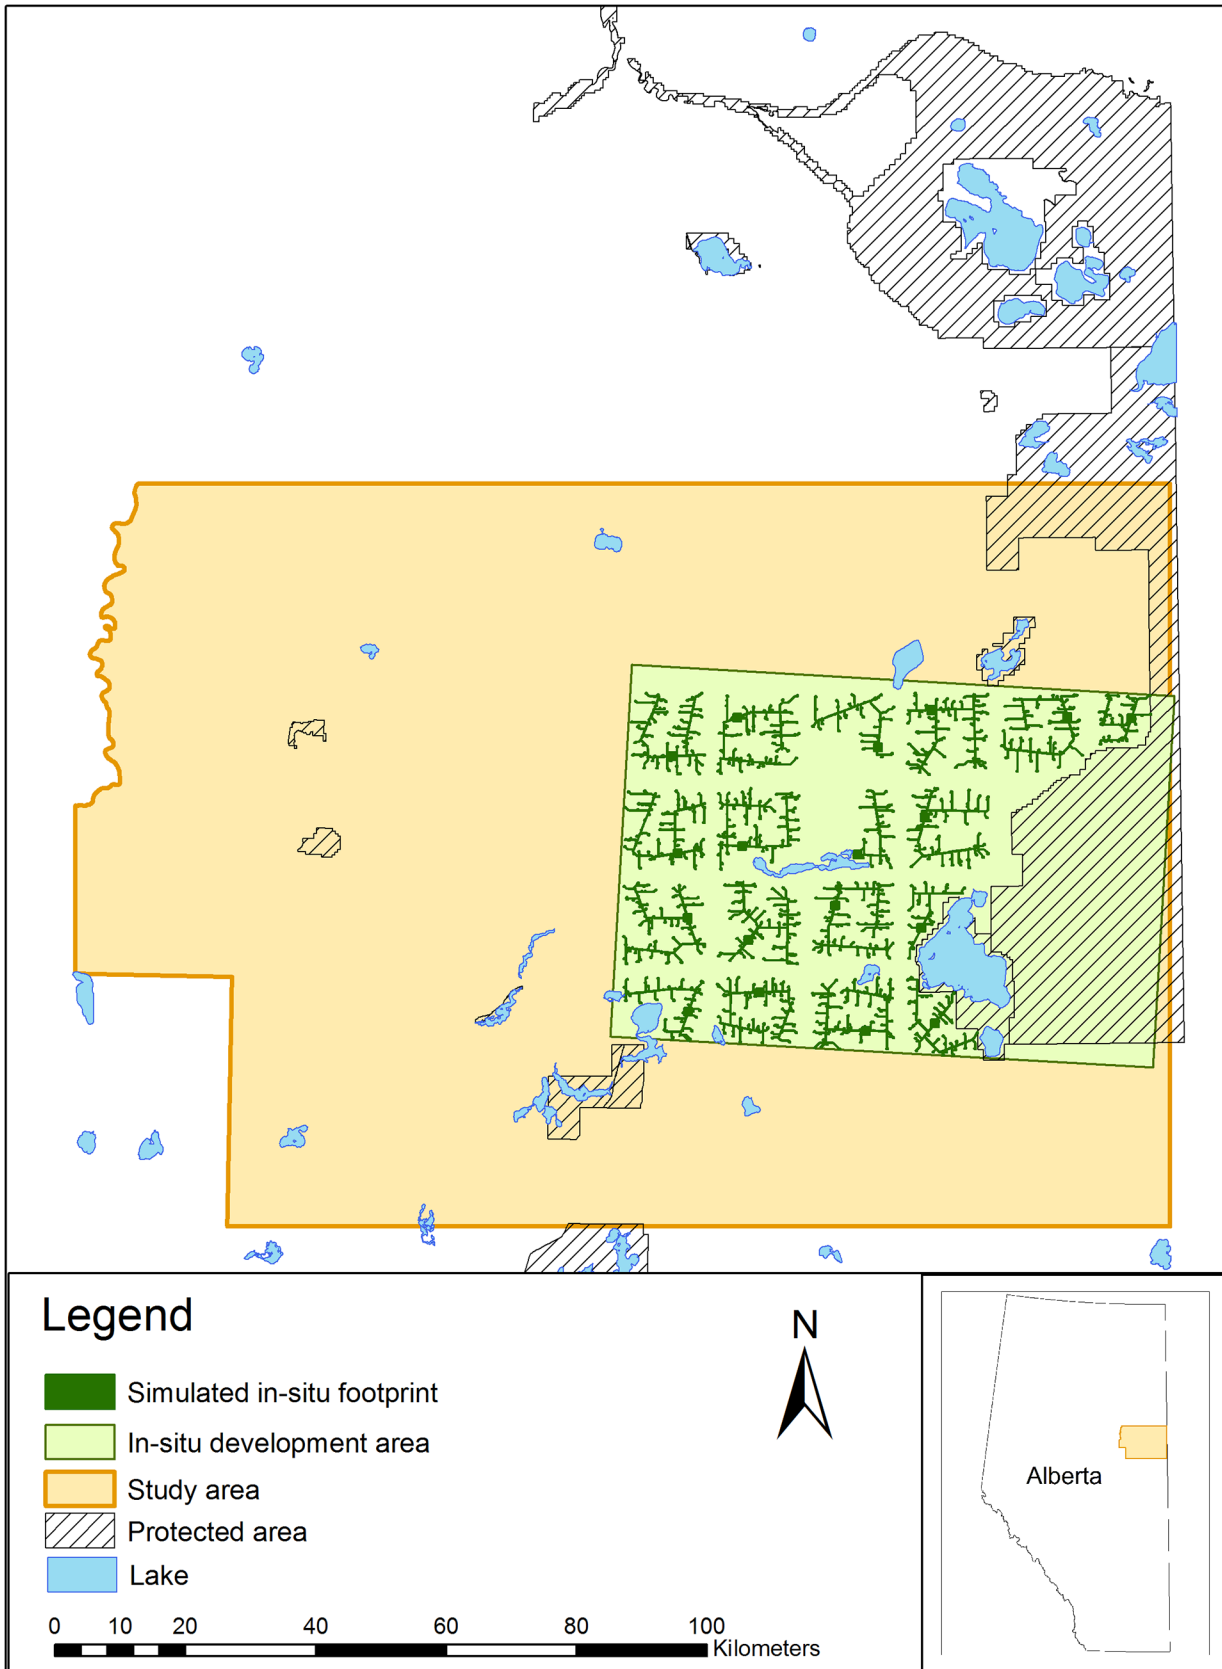 Legend
N
Simulated in-situ footprint
In-situ development area
Study area
Protected area
Lake
0 10 20 40 60 80 100
Kilometers
Alberta